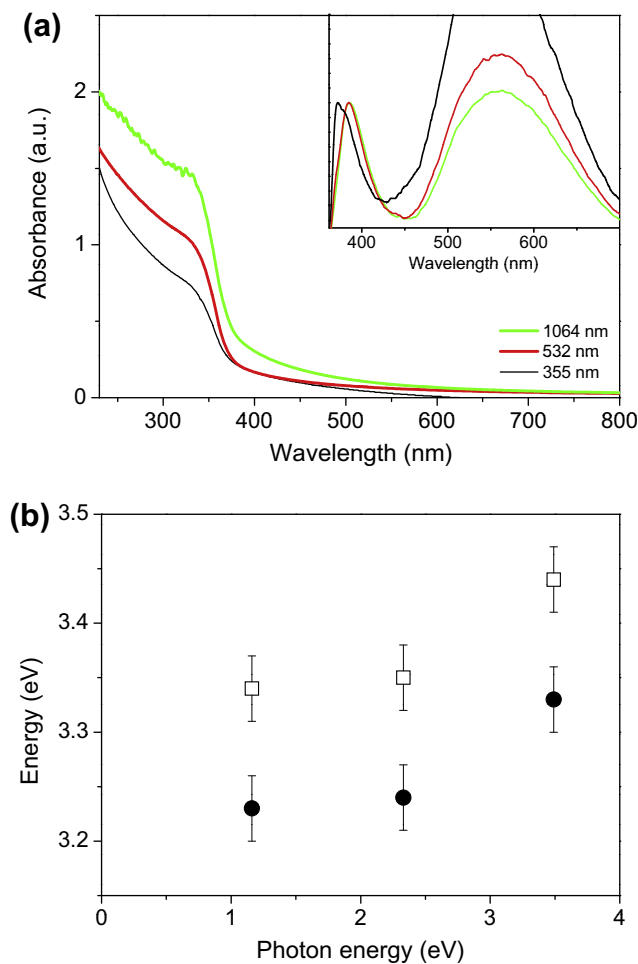 (a)
Absorbance (a.u.)
2
1
0
300 400 500 600 700 800
Wavelength (nm)
400 500 600
Wavelength (nm)
1064 nm
532 nm
355 nm
(b)
Energy (eV)
3.5
3.4
3.3
3.2
0 1 2 3 4
Photon energy (eV)